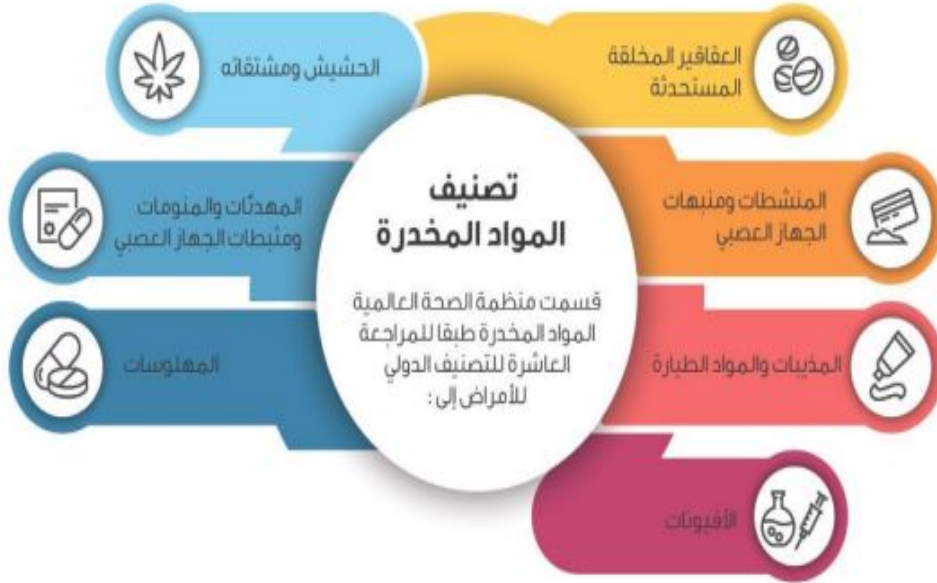 تصنيف
المواد المخدرة
قسمت منظمة الصحة العالمية
المواد المخدرة طبقا للمراجعة
العاشرة للتصنيف الدولي
للأمراض إلى :
العقاقير المخلقة
المستحدثة
المنشطات ومنبهات
الجهاز العصبي
المذيبات والمواد الطيارة
الأفيونات
الحشيش ومشتقاته
المهدئات والمنومات
ومثبطات الجهاز العصبي
المهلوسات